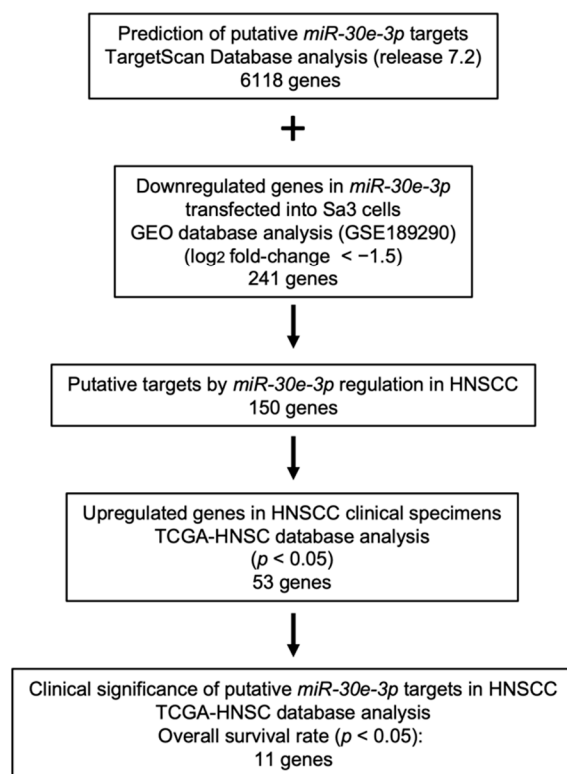 Prediction of putative miR-30e-3p targets
TargetScan Database analysis (release 7.2)
6118 genes
+
Downregulated genes in miR-30e-3p
transfected into Sa3 cells
GEO database analysis (GSE189290)
(log2 fold-change < −1.5)
241 genes
Putative targets by miR-30e-3p regulation in HNSCC
150 genes
Upregulated genes in HNSCC clinical specimens
TCGA-HNSC database analysis
(p < 0.05)
53 genes
Clinical significance of putative miR-30e-3p targets in HNSCC
TCGA-HNSC database analysis
Overall survival rate (p < 0.05):
11 genes